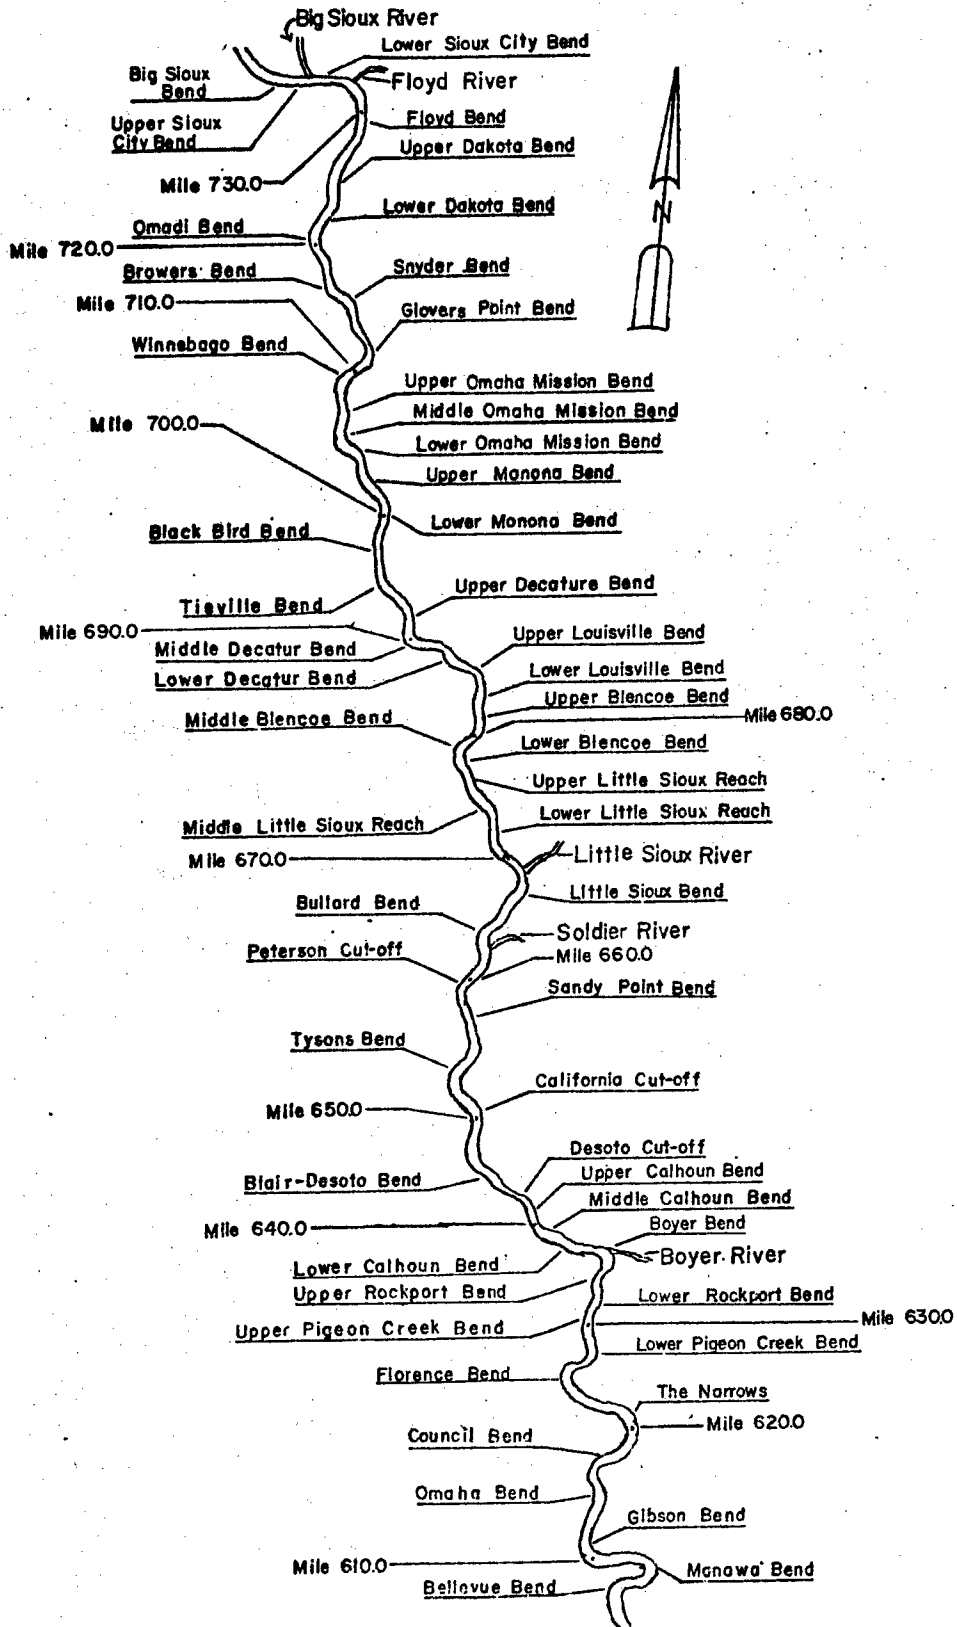 Big Sioux River
Lower Sioux City Bend
Big Sioux
Bend
Floyd River
Upper Sioux
City Bend
Floyd Bend
Upper Dakota Bend
Mile 730.0
Lower Dakota Bend
Omadi Bend
Mile 720.0
Browers Bend
Snyder Bend
Mile 710.0
Glovers Point Bend
N
Winnebago Bend
Upper Omaha Mission Bend
Middle Omaha Mission Bend
Mile 700.0
Lower Omaha Mission Bend
Upper Monona Bend
Lower Monona Bend
Black Bird Bend
Upper Decature Bend
Tieville Bend
Mile 690.0
Upper Louisville Bend
Middle Decatur Bend
Lower Louisville Bend
Lower Decatur Bend
Upper Blencoe Bend
Mile 680.0
Middle Blencoe Bend
Lower Blencoe Bend
Upper Little Sioux Reach
Lower Little Sioux Reach
Middle Little Sioux Reach
Mile 670.0
Little Sioux River
Little Sioux Bend
Bullard Bend
Soldier River
Peterson Cut-off
Mile 660.0
Sandy Point Bend
Tysons Bend
California Cut-off
Mile 650.0
Desoto Cut-off
Upper Calhoun Bend
Blair-Desoto Bend
Middle Calhoun Bend
Mile 640.0
Boyer Bend
Boyer River
Lower Calhoun Bend
Upper Rockport Bend
Lower Rockport Bend
Mile 630.0
Upper Pigeon Creek Bend
Lower Pigeon Creek Bend
Florence Bend
The Narrows
Mile 620.0
Council Bend
Omaha Bend
Gibson Bend
Mile 610.0
Manawa Bend
Bellevue Bend